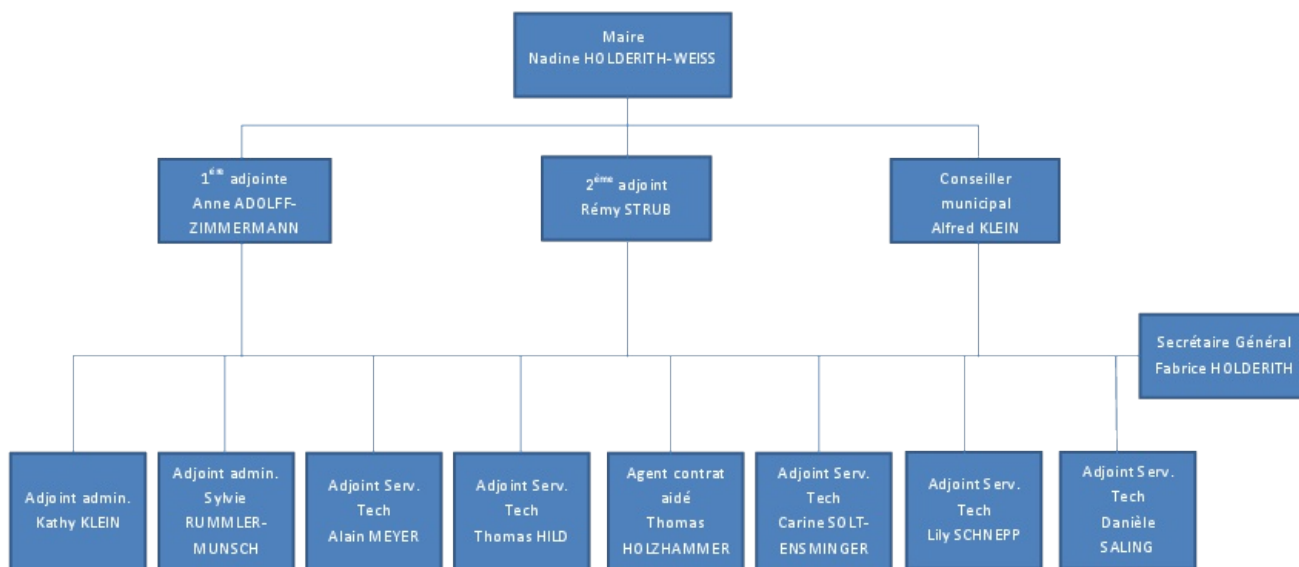 Maire
Nadine HOLDERITH-WEISS
1ère adjointe
Anne ADOLFF-
ZIMMERMANN
2ème adjoint
Rémy STRUB
Conseiller
municipal
Alfred KLEIN
Secrétaire Général
Fabrice HOLDERITH
Adjoint admin.
Kathy KLEIN
Adjoint admin.
Sylvie
RUMMLER-
MUNSCH
Adjoint Serv.
Tech
Alain MEYER
Adjoint Serv.
Tech
Thomas HILD
Agent contrat
aidé
Thomas
HOLZHAMMER
Adjoint Serv.
Tech
Carine SOLT-
ENSMINGER
Adjoint Serv.
Tech
Lily SCHNEPP
Adjoint Serv.
Tech
Danièle
SALING